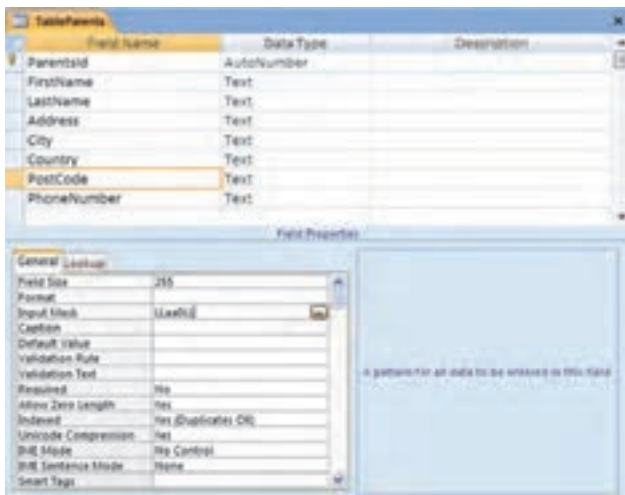 TableParents
Field Name Data Type Description
ParentsId AutoNumber
FirstName Text
LastName Text
Address Text
City Text
Country Text
PostCode Text
PhoneNumber Text
Field Properties
General Lookup
Field Size 255
Format
Input Mask
Caption
Default Value
Validation Rule
Validation Text
Required No
Allow Zero Length Yes
Indexed Yes (Duplicates OK)
Unicode Compression Yes
IME Mode No Control
IME Sentence Mode None
Smart Tags
A pattern for all data to be entered in this field